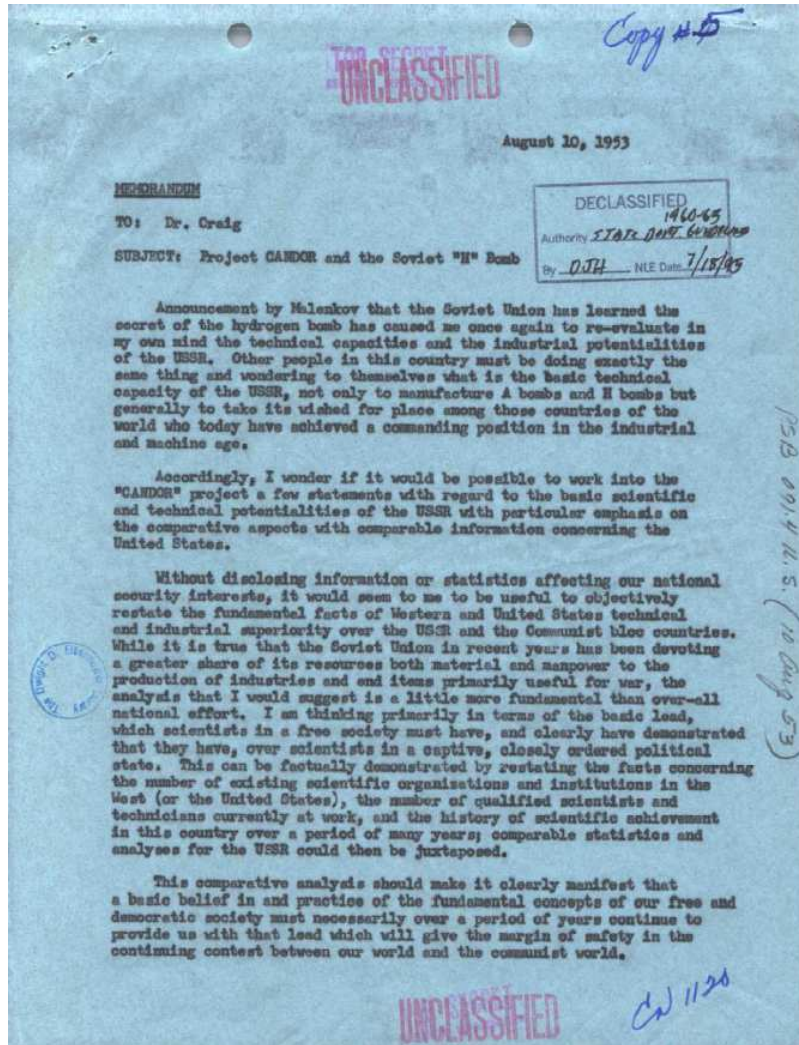 Copy #5
TOP SECRET
UNCLASSIFIED
August 10, 1953
MEMORANDUM
DECLASSIFIED
1960-65
TO: Dr. Craig
Authority STATE DEPT.
SUBJECT: Project CANDOR and the Soviet "H" Bomb
By DJH NLE Date 7/18/95
Announcement by Malenkov that the Soviet Union has learned the
secret of the hydrogen bomb has caused me once again to re-evaluate in
my own mind the technical capacities and the industrial potentialities
of the USSR. Other people in this country must be doing exactly the
same thing and wondering to themselves what is the basic technical
capacity of the USSR, not only to manufacture A bombs and H bombs but
generally to take its wished for place among those countries of the
world who today have achieved a commanding position in the industrial
and machine age.
Accordingly, I wonder if it would be possible to work into the
"CANDOR" project a few statements with regard to the basic scientific
and technical potentialities of the USSR with particular emphasis on
the comparative aspects with comparable information concerning the
United States.
Without disclosing information or statistics affecting our national
security interests, it would seem to me to be useful to objectively
restate the fundamental facts of Western and United States technical
and industrial superiority over the USSR and the Communist bloc countries.
While it is true that the Soviet Union in recent years has been devoting
a greater share of its resources both material and manpower to the
production of industries and end items primarily useful for war, the
analysis that I would suggest is a little more fundamental than over-all
national effort. I am thinking primarily in terms of the basic lead,
which scientists in a free society must have, and clearly have demonstrated
that they have, over scientists in a captive, closely ordered political
state. This can be factually demonstrated by restating the facts concerning
the number of existing scientific organizations and institutions in the
West (or the United States), the number of qualified scientists and
technicians currently at work, and the history of scientific achievement
in this country over a period of many years; comparable statistics and
analyses for the USSR could then be juxtaposed.
This comparative analysis should make it clearly manifest that
a basic belief in and practice of the fundamental concepts of our free and
democratic society must necessarily over a period of years continue to
provide us with that lead which will give the margin of safety in the
continuing contest between our world and the communist world.
PSB 091.4 U.S. (10 Aug 53)
The Dwight D. Eisenhower Library
UNCLASSIFIED
CN 1120